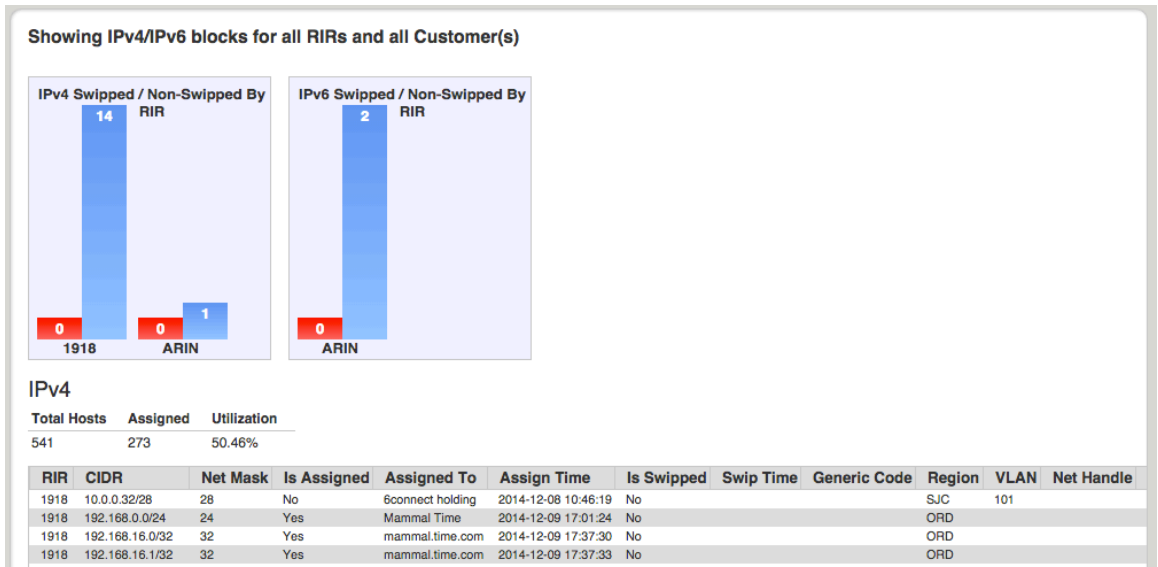 Showing IPv4/IPv6 blocks for all RIRs and all Customer(s)
IPv4 Swipped / Non-Swipped By
RIR
14
0
0
1
1918 ARIN
IPv6 Swipped / Non-Swipped By
RIR
2
0
ARIN
IPv4
Total Hosts Assigned Utilization
541 273 50.46%
RIR CIDR Net Mask Is Assigned Assigned To Assign Time Is Swipped Swip Time Generic Code Region VLAN Net Handle
1918 10.0.0.32/28 28 No 6connect holding 2014-12-08 10:46:19 No SJC 101
1918 192.168.0.0/24 24 Yes Mammal Time 2014-12-09 17:01:24 No ORD
1918 192.168.16.0/32 32 Yes mammal.time.com 2014-12-09 17:37:30 No ORD
1918 192.168.16.1/32 32 Yes mammal.time.com 2014-12-09 17:37:33 No ORD